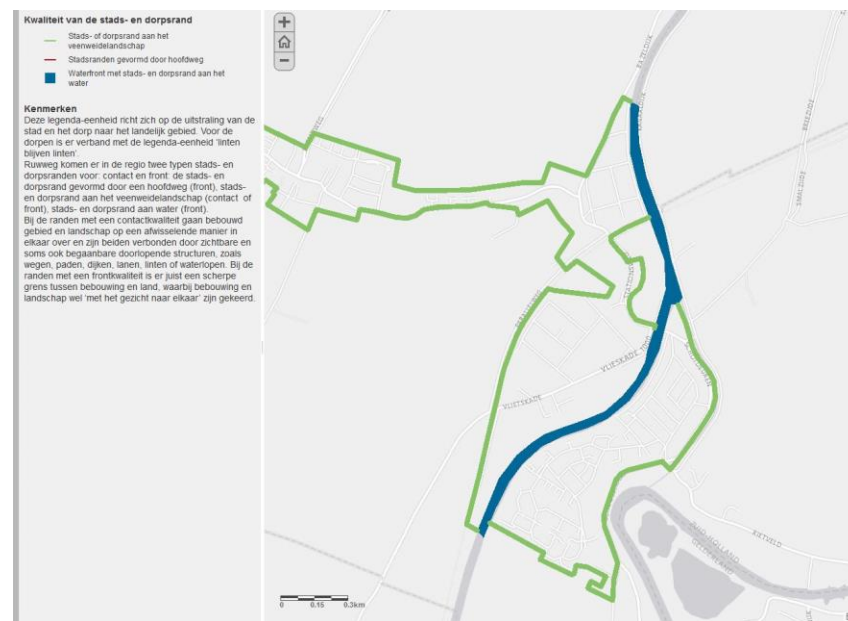 Kwaliteit van de stads- en dorpsrand
Stads- of dorpsrand aan het
veenweidelandschap
Stadsranden gevormd door hoofdweg
Waterfront met stads- en dorpsrand aan het
water
Kenmerken
Deze legenda-eenheid richt zich op de uitstraling van de
stad en het dorp naar het landelijk gebied. Voor de
dorpen is er verband met de legenda-eenheid 'linten
blijven linten'.
Ruwweg komen er in de regio twee typen stads- en
dorpsranden voor: contact en front: de stads- en
dorpsrand gevormd door een hoofdweg (front), stads-
en dorpsrand aan het veenweidelandschap (contact of
front), stads- en dorpsrand aan water (front).
Bij de randen met een contactkwaliteit gaan bebouwd
gebied en landschap op een afwisselende manier in
elkaar over en zijn beiden verbonden door zichtbare en
soms ook begaanbare doorlopende structuren, zoals
wegen, paden, dijken, lanen, linten of waterlopen. Bij de
randen met een frontkwaliteit is er juist een scherpe
grens tussen bebouwing en land, waarbij bebouwing en
landschap wel 'met het gezicht naar elkaar' zijn gekeerd.
VLIETSKADE
RIETVELD
ZUID-HOLLAND
GELDERLAND
0 0.15 0.3km